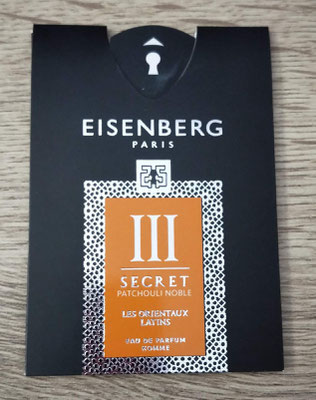 EISENBERG
PARIS
III
SECRET
PATCHOULI NOBLE
LES ORIENTAUX
LATINS
EAU DE PARFUM
HOMME